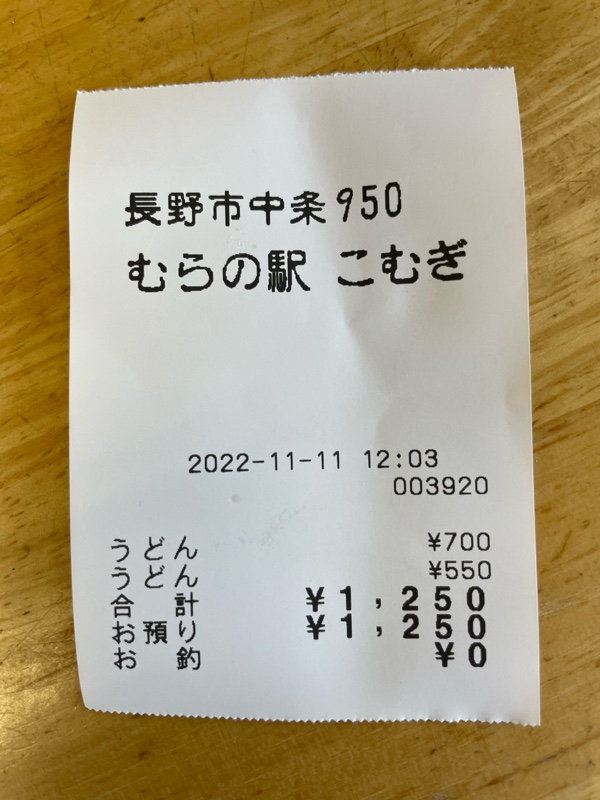 長野市中条950
むらの駅 こむぎ
2022-11-11 12:03
003920
うどん ¥700
うどん ¥550
合計 ¥1,250
お預り ¥1,250
お釣 ¥0